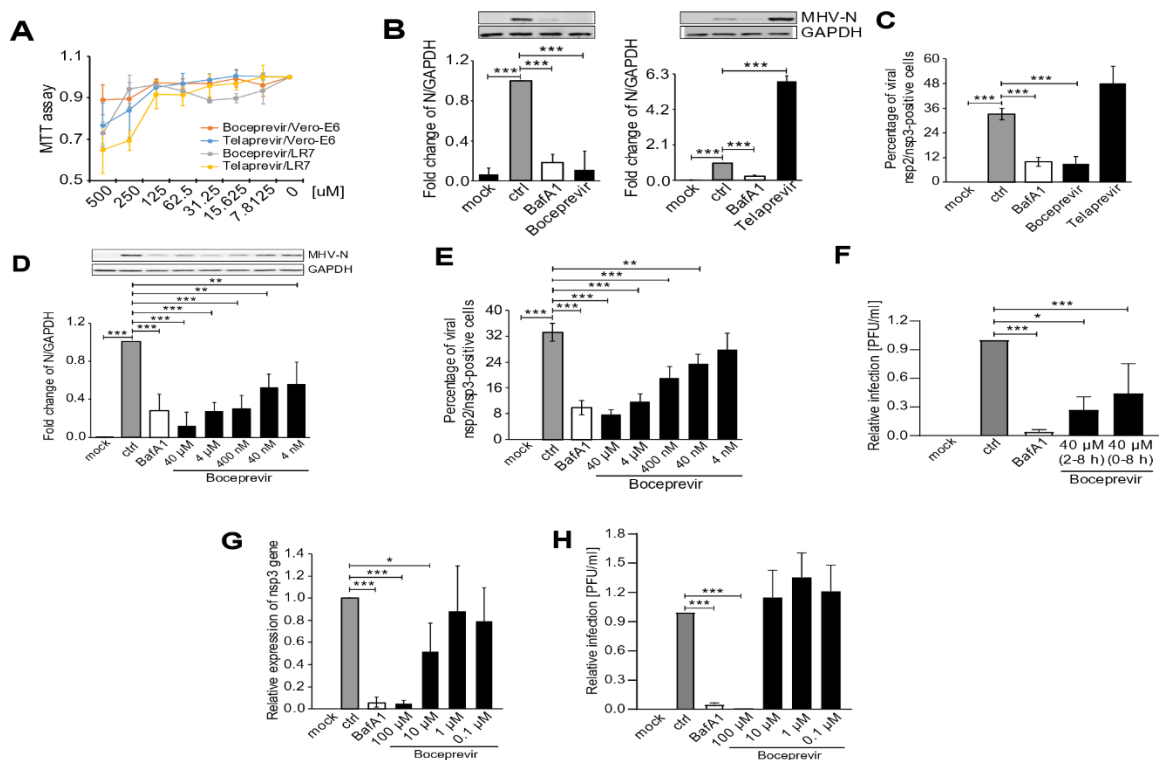 A
MTT assay
1.1
0.9
0.7
0.5
Boceprevir/Vero-E6
Telaprevir/Vero-E6
Boceprevir/LR7
Telaprevir/LR7
500
250
125
62.5
31.25
15.625
7.8125
0
[uM]
B
Fold change of N/GAPDH
1.2
0.8
0.4
0.0
***
***
***
mock
ctrl
BafA1
Boceprevir
MHV-N
GAPDH
Fold change of N/GAPDH
6.3
4.2
2.1
0.0
***
***
***
mock
ctrl
BafA1
Telaprevir
C
Percentage of viral
nsp2/nsp3-positive cells
60
48
36
24
12
0
***
***
***
mock
ctrl
BafA1
Boceprevir
Telaprevir
D
MHV-N
GAPDH
Fold change of N/GAPDH
1.2
0.8
0.4
0.0
**
**
***
***
***
***
mock
ctrl
BafA1
40 µM
4 µM
400 nM
40 nM
4 nM
Boceprevir
E
Percentage of viral
nsp2/nsp3-positive cells
40
32
24
16
8
0
**
***
***
***
***
***
mock
ctrl
BafA1
40 µM
4 µM
400 nM
40 nM
4 nM
Boceprevir
F
Relative infection [PFU/ml]
1.2
0.9
0.6
0.3
0.0
***
*
***
mock
ctrl
BafA1
40 µM
(2-8 h)
40 µM
(0-8 h)
Boceprevir
G
Relative expression of nsp3 gene
1.4
1.2
1.0
0.8
0.6
0.4
0.2
0.0
*
***
***
mock
ctrl
BafA1
100 µM
10 µM
1 µM
0.1 µM
Boceprevir
H
Relative infection [PFU/ml]
1.8
1.5
1.2
0.9
0.6
0.3
0.0
***
***
mock
ctrl
BafA1
100 µM
10 µM
1 µM
0.1 µM
Boceprevir